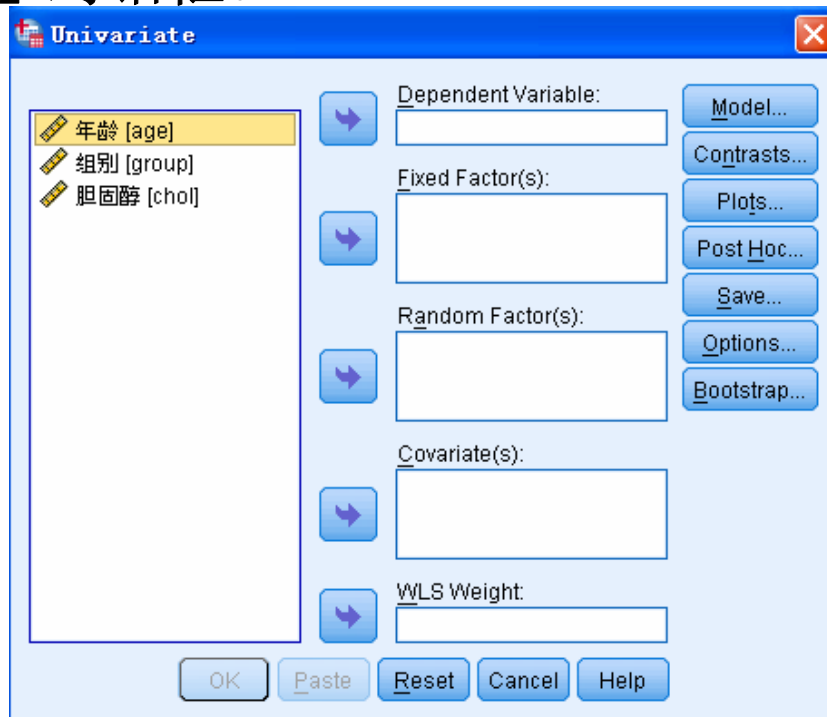 Univariate
年龄 [age]
组别 [group]
胆固醇 [chol]
Dependent Variable:
Fixed Factor(s):
Random Factor(s):
Covariate(s):
WLS Weight:
Model...
Contrasts...
Plots...
Post Hoc...
Save...
Options...
Bootstrap...
OK Paste Reset Cancel Help